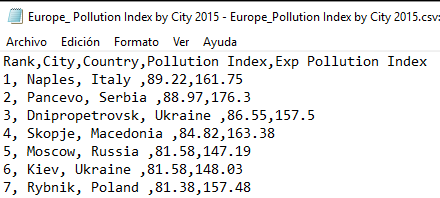 Europe_ Pollution Index by City 2015 - Europe_Pollution Index by City 2015.csv:
Archivo Edición Formato Ver Ayuda
Rank,City,Country,Pollution Index,Exp Pollution Index
1, Naples, Italy ,89.22,161.75
2, Pancevo, Serbia ,88.97,176.3
3, Dnipropetrovsk, Ukraine ,86.55,157.5
4, Skopje, Macedonia ,84.82,163.38
5, Moscow, Russia ,81.58,147.19
6, Kiev, Ukraine ,81.58,148.03
7, Rybnik, Poland ,81.38,157.48